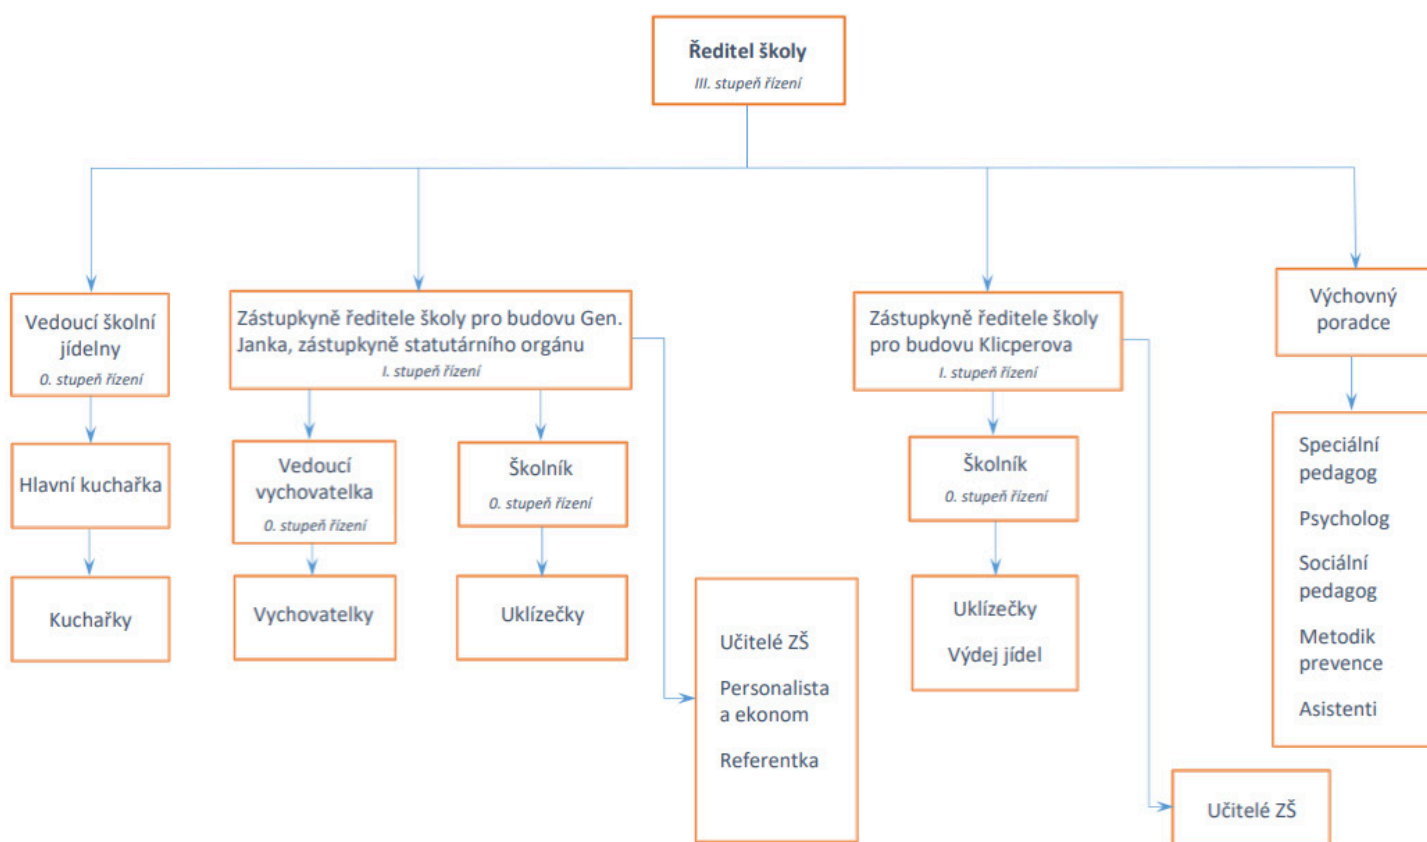 Ředitel školy
III. stupeň řízení
Vedoucí školní
jídelny
0. stupeň řízení
Zástupkyně ředitele školy pro budovu Gen.
Janka, zástupkyně statutárního orgánu
I. stupeň řízení
Zástupkyně ředitele školy
pro budovu Klicperova
I. stupeň řízení
Výchovný
poradce
Hlavní kuchařka
Vedoucí
vychovatelka
0. stupeň řízení
Školník
0. stupeň řízení
Školník
0. stupeň řízení
Speciální
pedagog
Psycholog
Sociální
pedagog
Metodik
prevence
Asistenti
Kuchařky
Vychovatelky
Uklízečky
Učitelé ZŠ
Personalista
a ekonom
Referentka
Uklízečky
Výdej jídel
Učitelé ZŠ